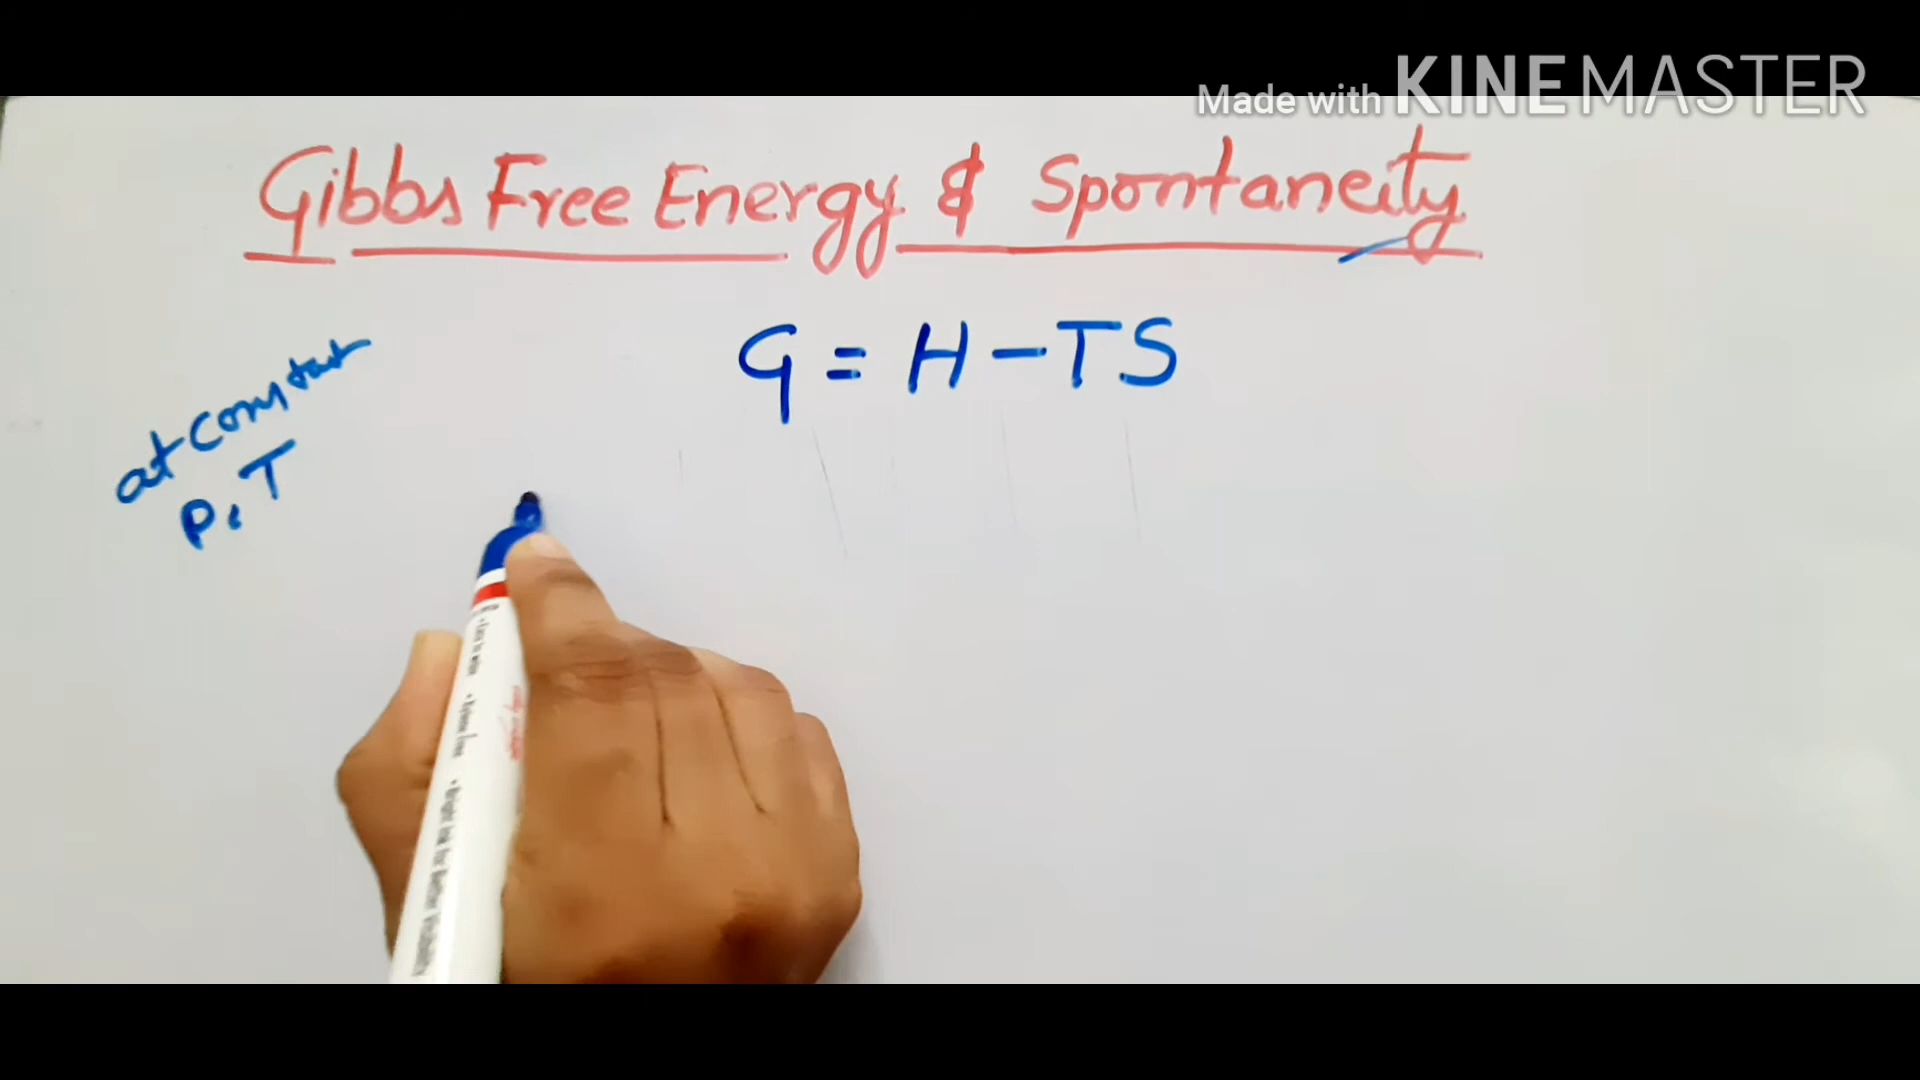 Made with KINEMASTER
Gibbs Free Energy & Spontaneity
G = H - TS
at constant
P, T